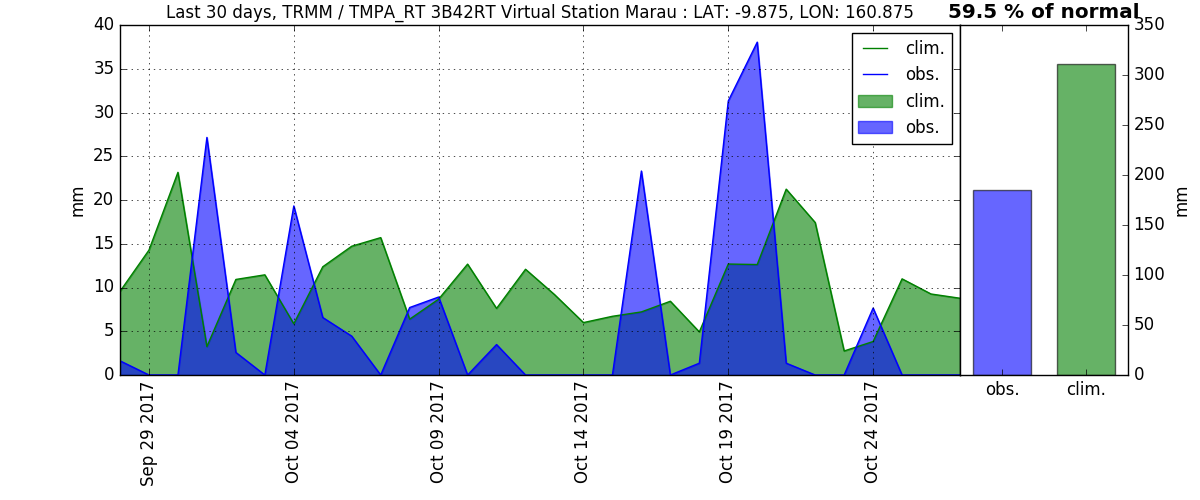 Last 30 days, TRMM / TMPA_RT 3B42RT Virtual Station Marau : LAT: -9.875, LON: 160.875
59.5 % of normal
40
35
30
25
20
15
10
5
0
mm
clim.
obs.
clim.
obs.
Sep 29 2017
Oct 04 2017
Oct 09 2017
Oct 14 2017
Oct 19 2017
Oct 24 2017
350
300
250
200
150
100
50
0
mm
obs.
clim.